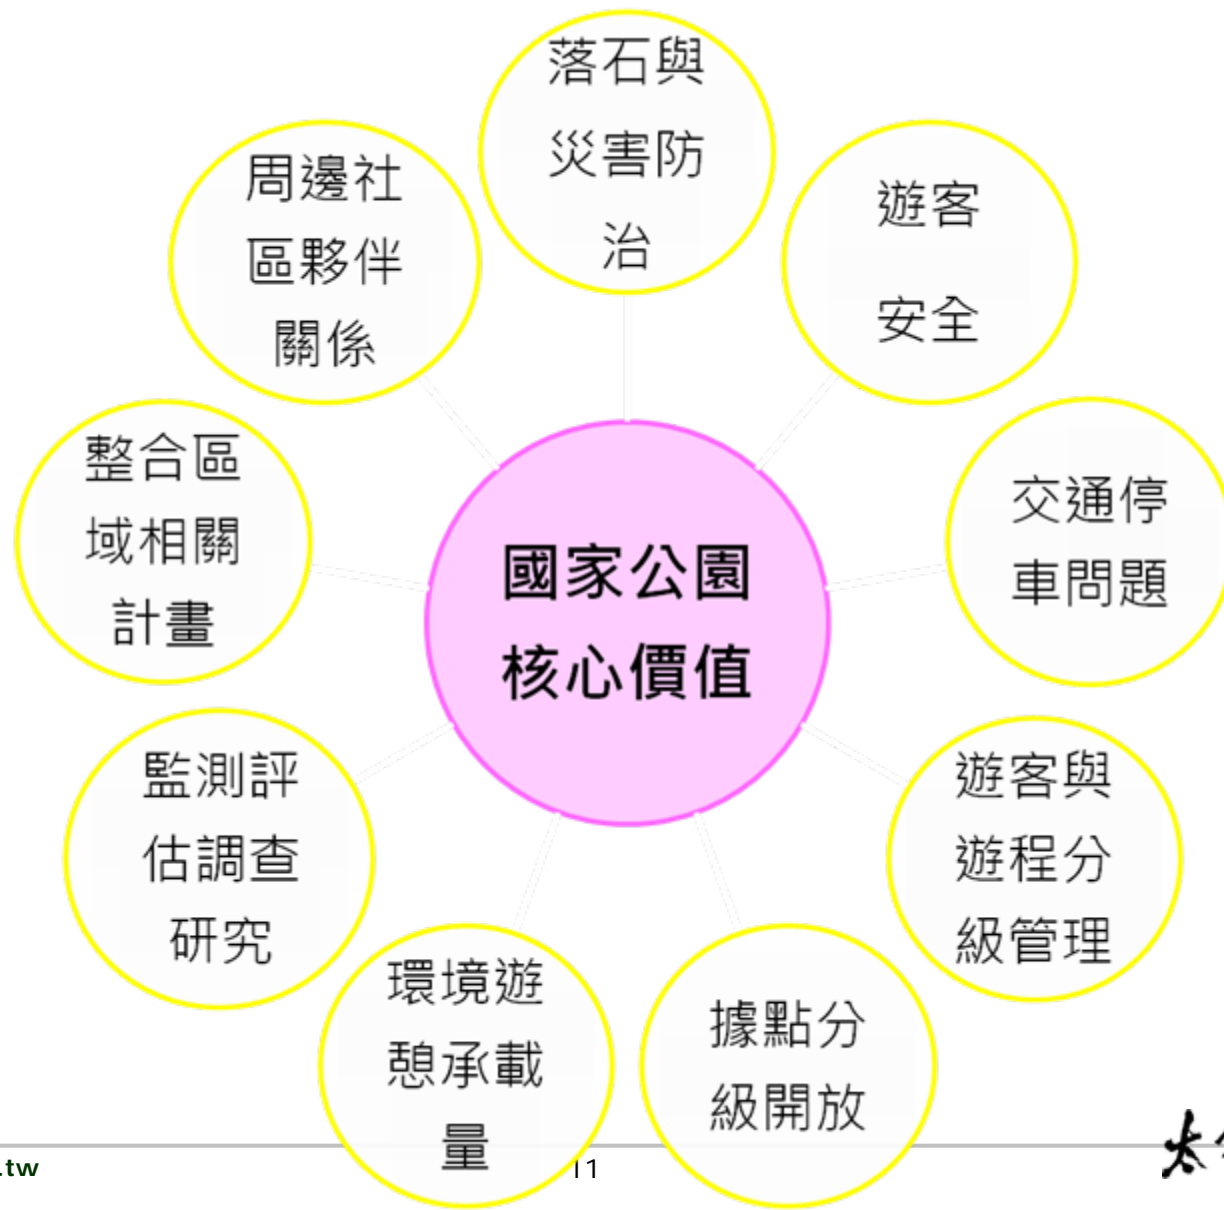 落石與
災害防
治
遊客
安全
交通停
車問題
遊客與
遊程分
級管理
據點分
級開放
環境遊
憩承載
量
監測評
估調查
研究
整合區
域相關
計畫
周邊社
區夥伴
關係
國家公園
核心價值
.tw
11
太